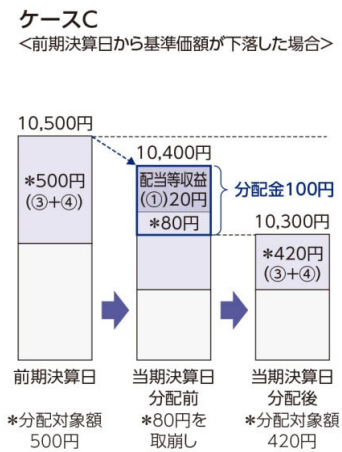 ケースC
<前期決算日から基準価額が下落した場合>
10,500円
*500円
(③+④)
10,400円
配当等収益
(①)20円
*80円
分配金100円
10,300円
*420円
(③+④)
前期決算日
当期決算日
分配前
当期決算日
分配後
*分配対象額
500円
*80円を
取崩し
*分配対象額
420円